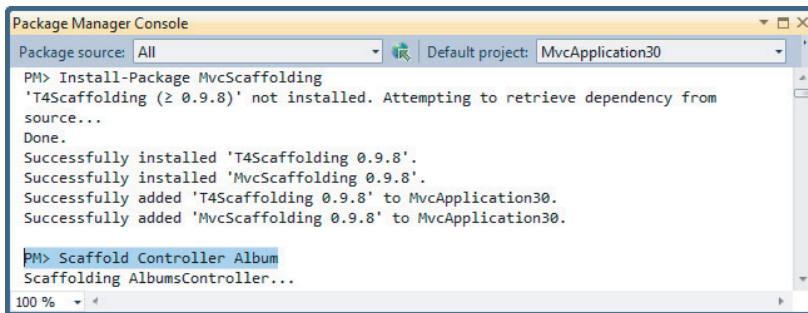 Package Manager Console
Package source: All Default project: MvcApplication30
PM> Install-Package MvcScaffolding
'T4Scaffolding (≥ 0.9.8)' not installed. Attempting to retrieve dependency from
source...
Done.
Successfully installed 'T4Scaffolding 0.9.8'.
Successfully installed 'MvcScaffolding 0.9.8'.
Successfully added 'T4Scaffolding 0.9.8' to MvcApplication30.
Successfully added 'MvcScaffolding 0.9.8' to MvcApplication30.
PM> Scaffold Controller Album
Scaffolding AlbumsController...
100 %